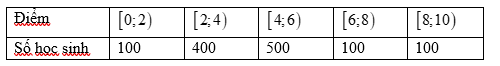 Điểm [0;2) [2;4) [4;6) [6;8) [8;10)
Số học sinh 100 400 500 100 100